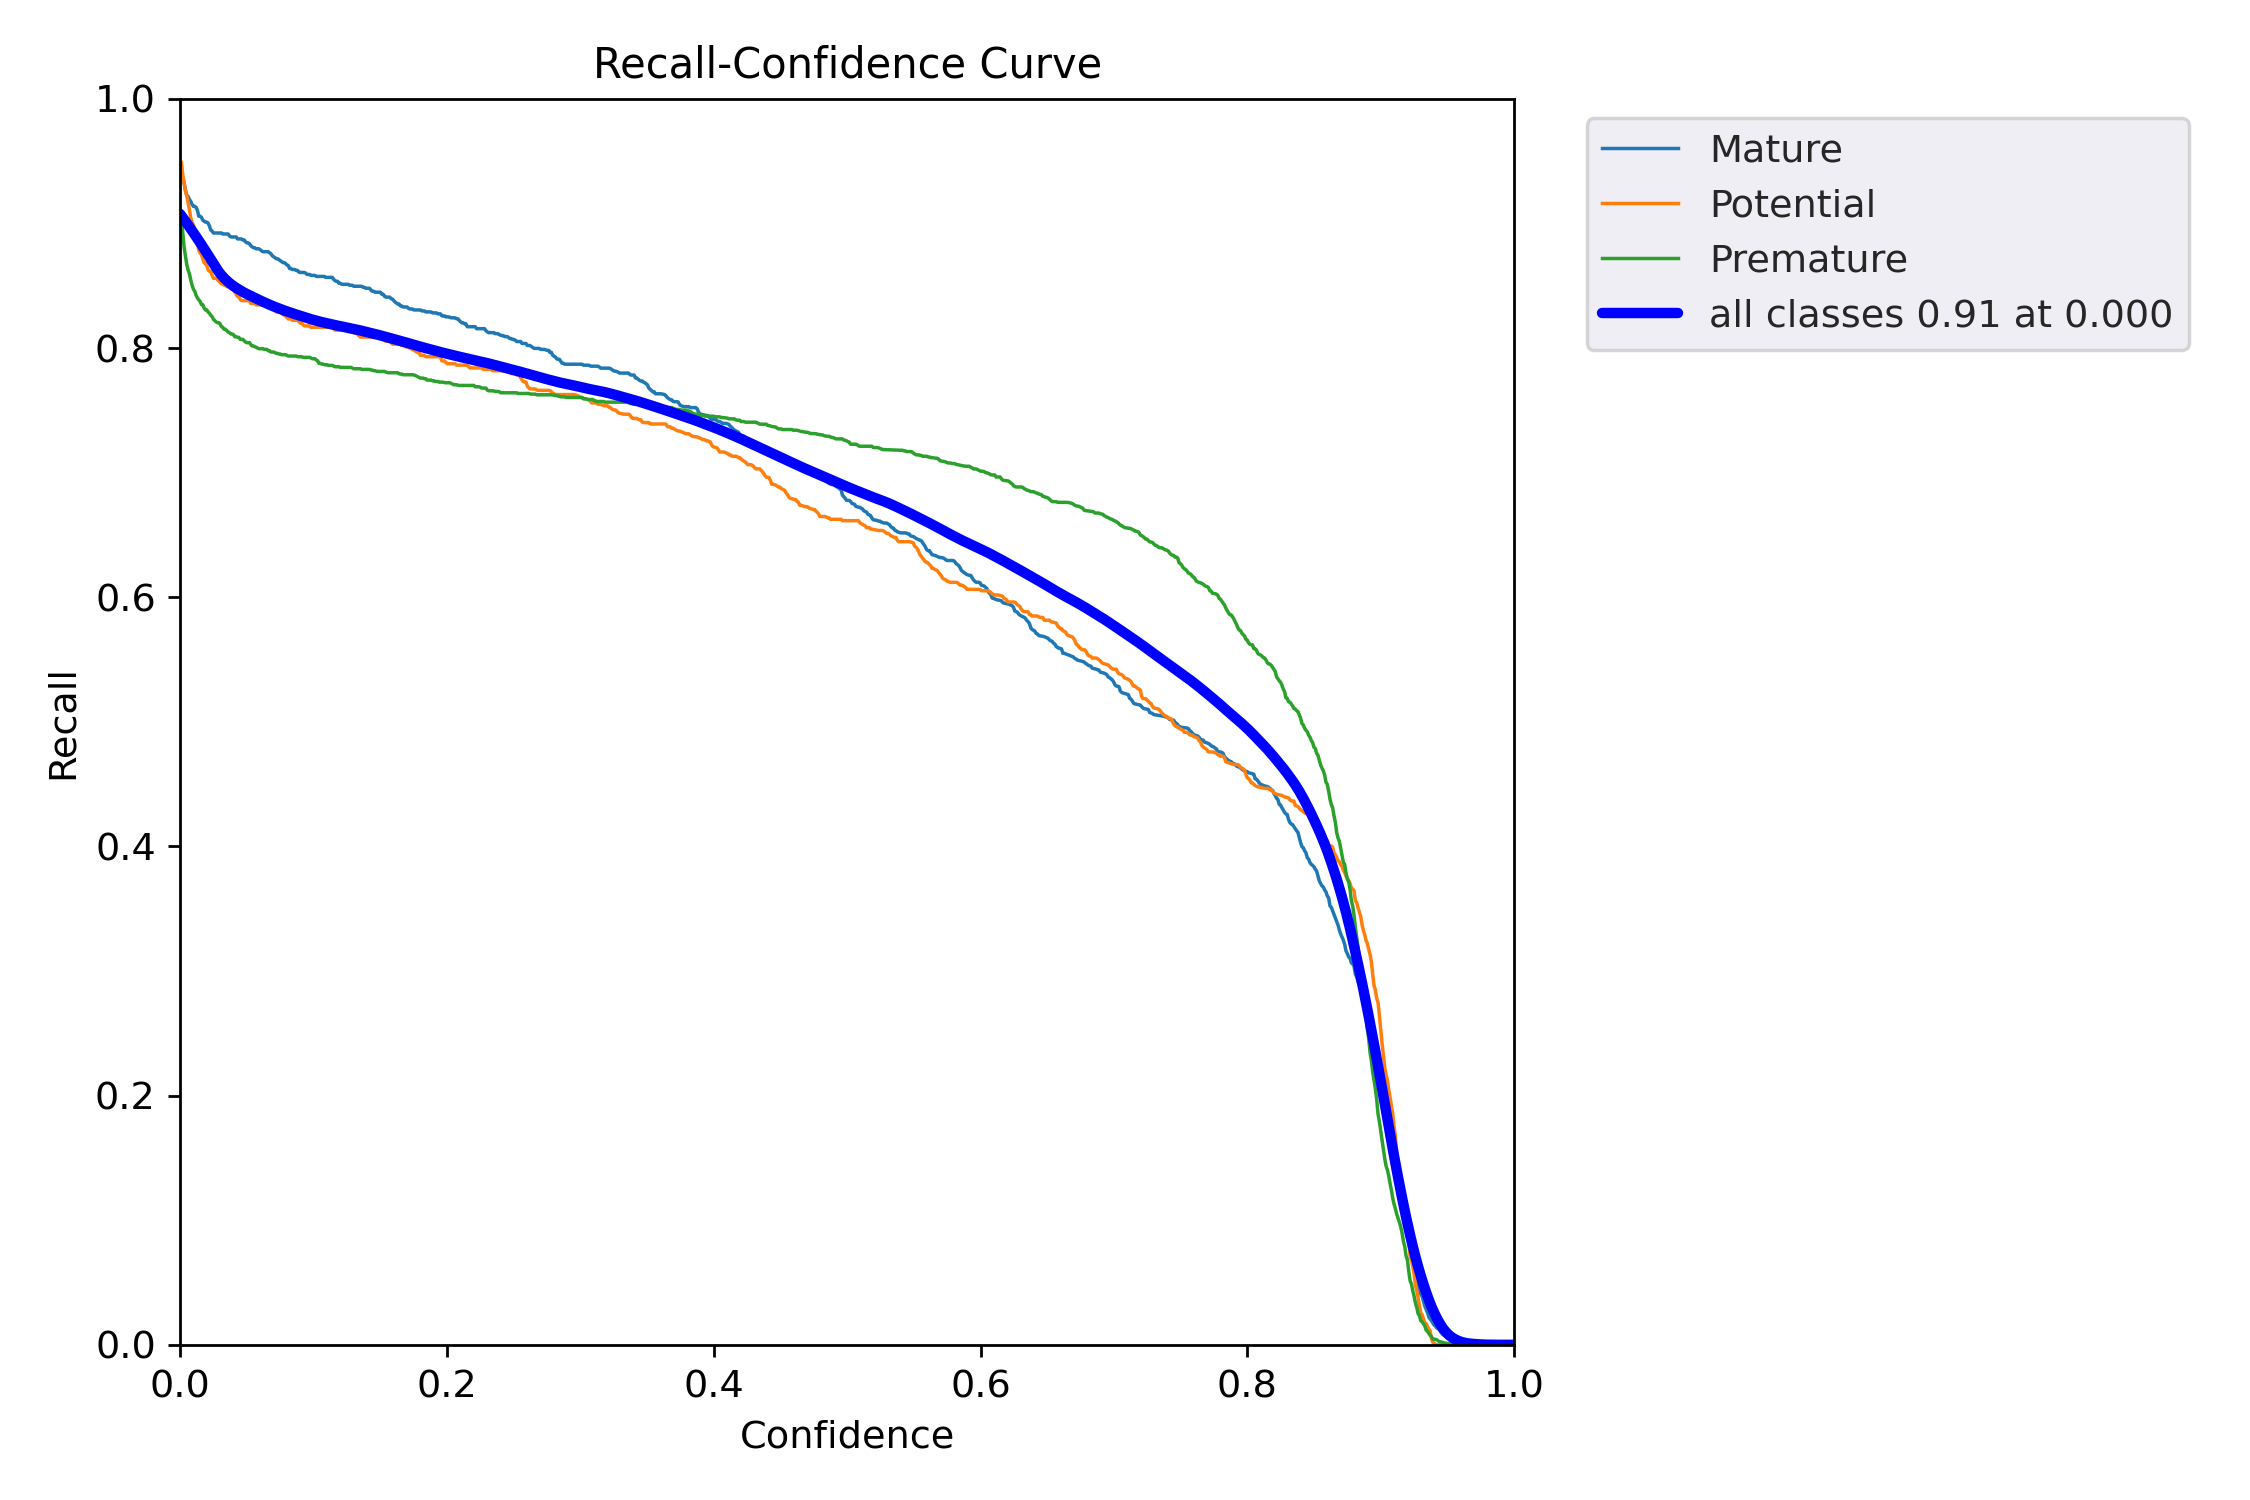 Recall-Confidence Curve
1.0
0.8
0.6
0.4
0.2
0.0
Recall
0.0 0.2 0.4 0.6 0.8 1.0
Confidence
Mature
Potential
Premature
all classes 0.91 at 0.000